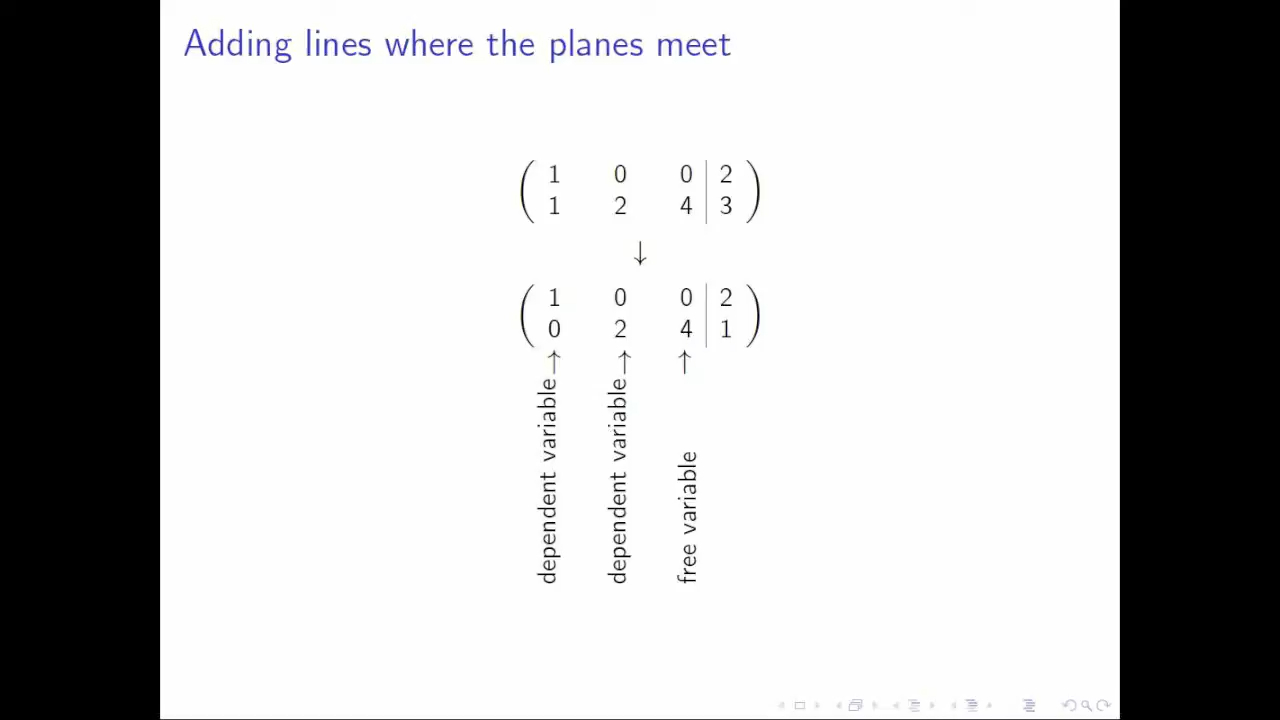 Adding lines where the planes meet
( 1 0 0 | 2 )
( 1 2 4 | 3 )
↓
( 1 0 0 | 2 )
( 0 2 4 | 1 )
dependent variable →
dependent variable →
free variable →